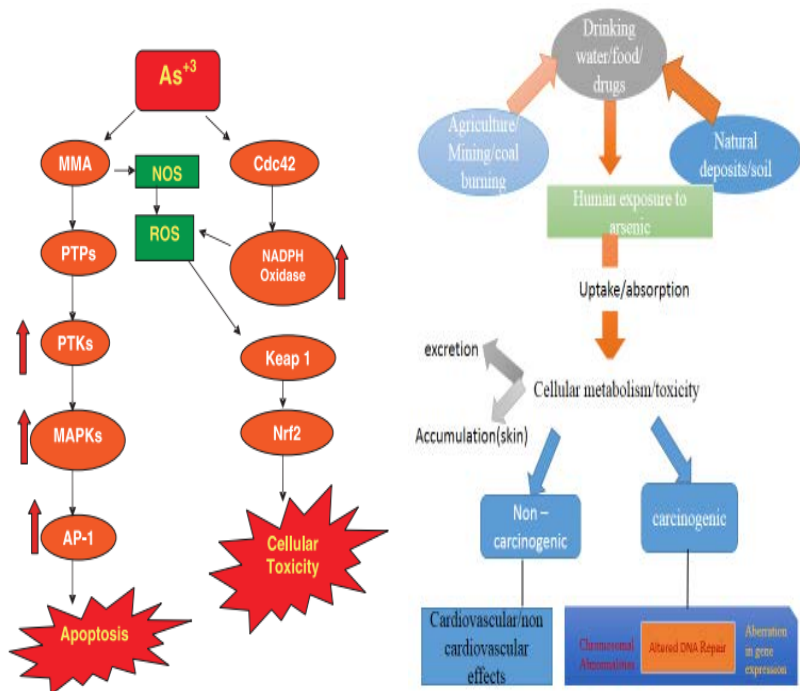 As+3
MMA
NOS
Cdc42
ROS
PTPs
NADPH
Oxidase
PTKs
Keap 1
MAPKs
Nrf2
AP-1
Cellular
Toxicity
Apoptosis
Drinking
water/food/
drugs
Agriculture/
Mining/coal
burning
Natural
deposits/soil
Human exposure to
arsenic
Uptake/absorption
excretion
Cellular metabolism/toxicity
Accumulation(skin)
Non –
carcinogenic
carcinogenic
Cardiovascular/non
cardiovascular
effects
Chromosomal
Abnormalities
Altered DNA Repair
Aberration
in gene
expression